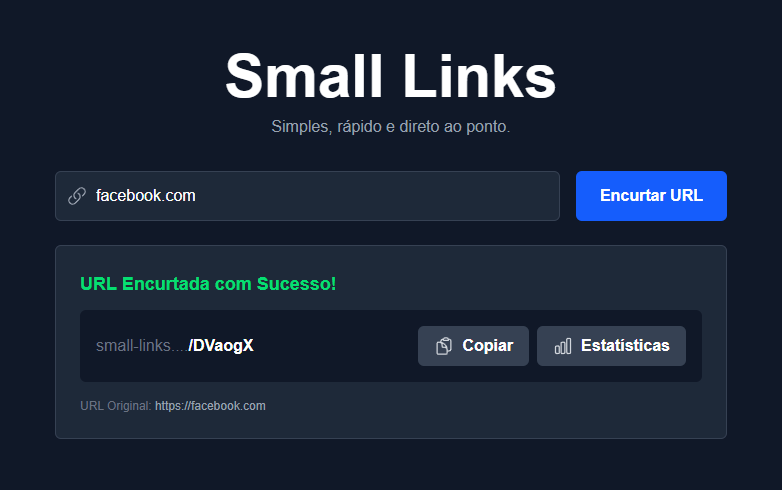 Small Links
Simples, rápido e direto ao ponto.
facebook.com
Encurtar URL
URL Encurtada com Sucesso!
small-links..../DVaogX
Copiar
Estatísticas
URL Original: https://facebook.com